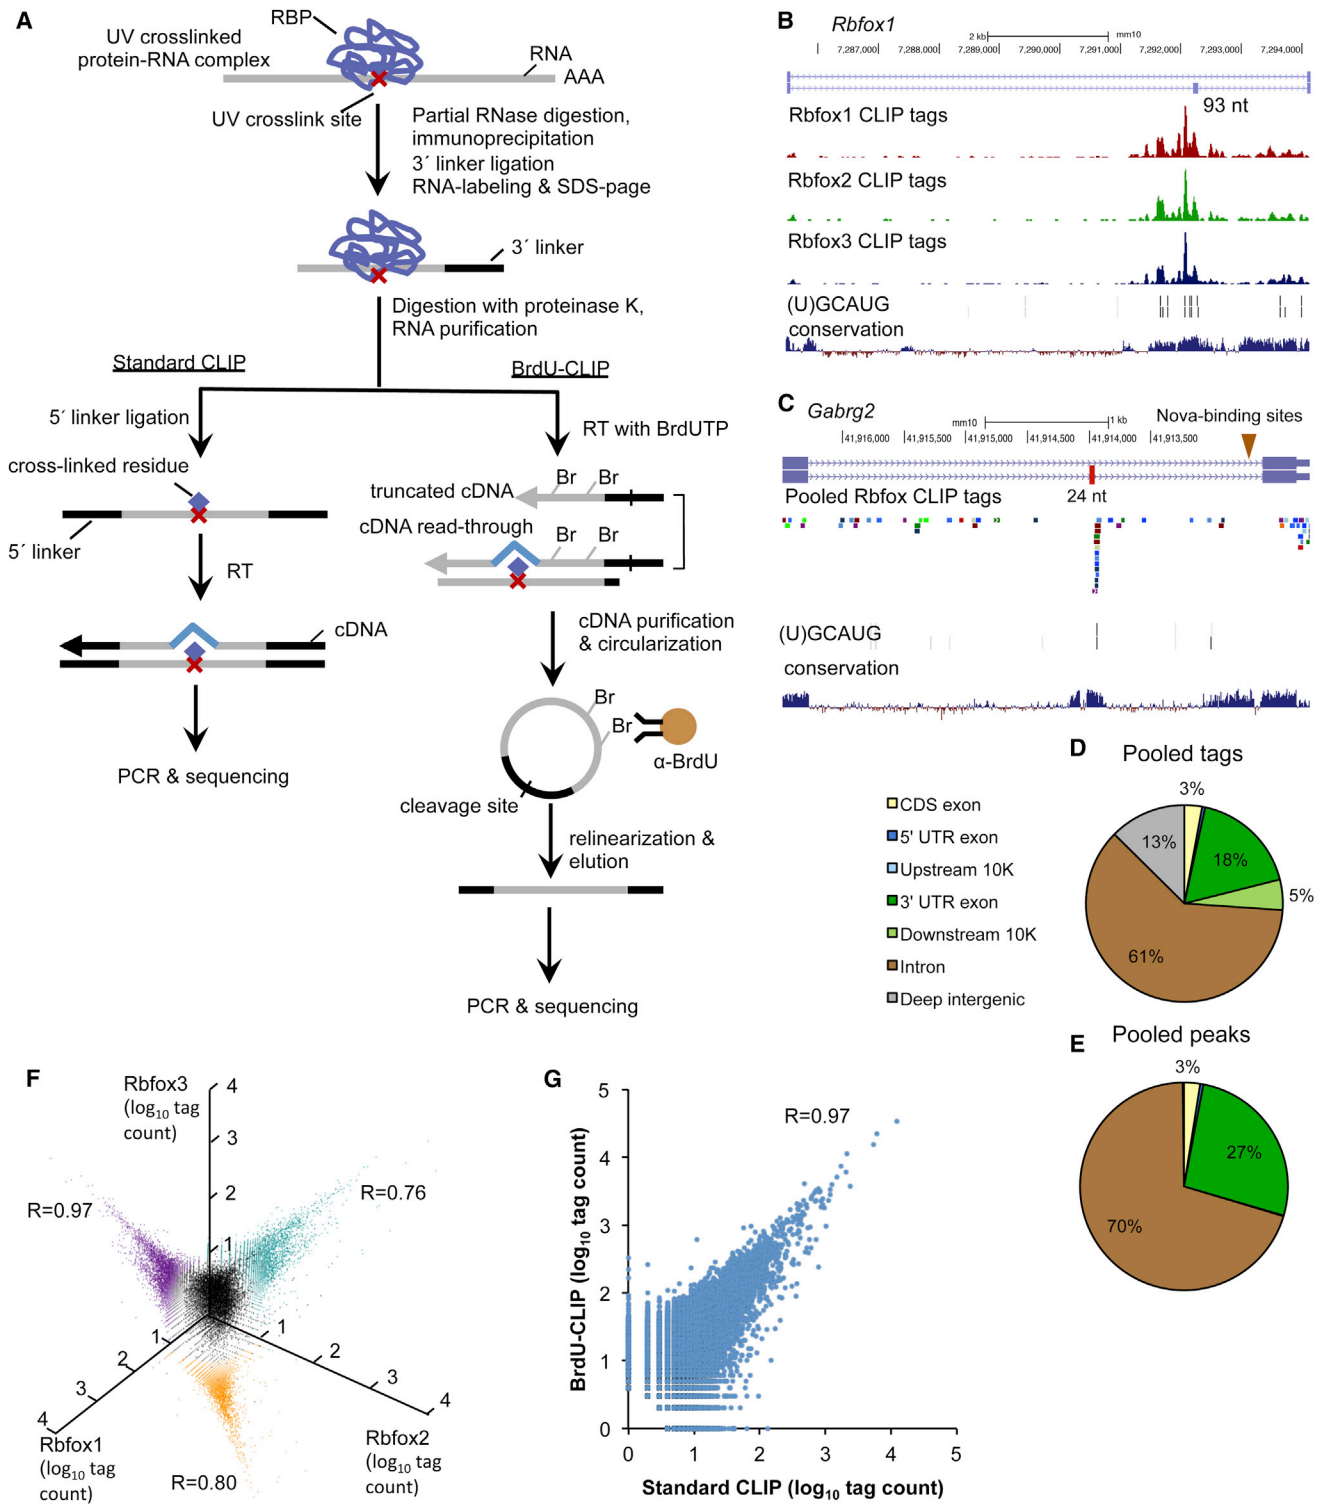 A
RBP
UV crosslinked
protein-RNA complex
RNA
AAA
UV crosslink site
Partial RNase digestion,
immunoprecipitation
3´ linker ligation
RNA-labeling & SDS-page
3´ linker
Digestion with proteinase K,
RNA purification
Standard CLIP
BrdU-CLIP
5´ linker ligation
RT with BrdUTP
cross-linked residue
5´ linker
RT
cDNA
PCR & sequencing
Br
Br
truncated cDNA
cDNA read-through
Br
Br
cDNA purification
& circularization
Br
Br
α-BrdU
cleavage site
relinearization &
elution
PCR & sequencing
B
Rbfox1
2 kb
mm10
7,287,000
7,288,000
7,289,000
7,290,000
7,291,000
7,292,000
7,293,000
7,294,000
93 nt
Rbfox1 CLIP tags
Rbfox2 CLIP tags
Rbfox3 CLIP tags
(U)GCAUG
conservation
C
Gabrg2
mm10
1 kb
Nova-binding sites
41,916,000
41,915,500
41,915,000
41,914,500
41,914,000
41,913,500
Pooled Rbfox CLIP tags
24 nt
(U)GCAUG
conservation
D
Pooled tags
3%
18%
5%
61%
13%
CDS exon
5' UTR exon
Upstream 10K
3' UTR exon
Downstream 10K
Intron
Deep intergenic
E
Pooled peaks
3%
27%
70%
F
Rbfox3
(log10 tag
count)
4
3
2
1
R=0.97
R=0.76
1
2
3
4
1
2
3
4
Rbfox1
(log10 tag
count)
Rbfox2
(log10 tag
count)
R=0.80
G
5
4
3
2
1
0
BrdU-CLIP (log10 tag count)
R=0.97
0
1
2
3
4
5
Standard CLIP (log10 tag count)